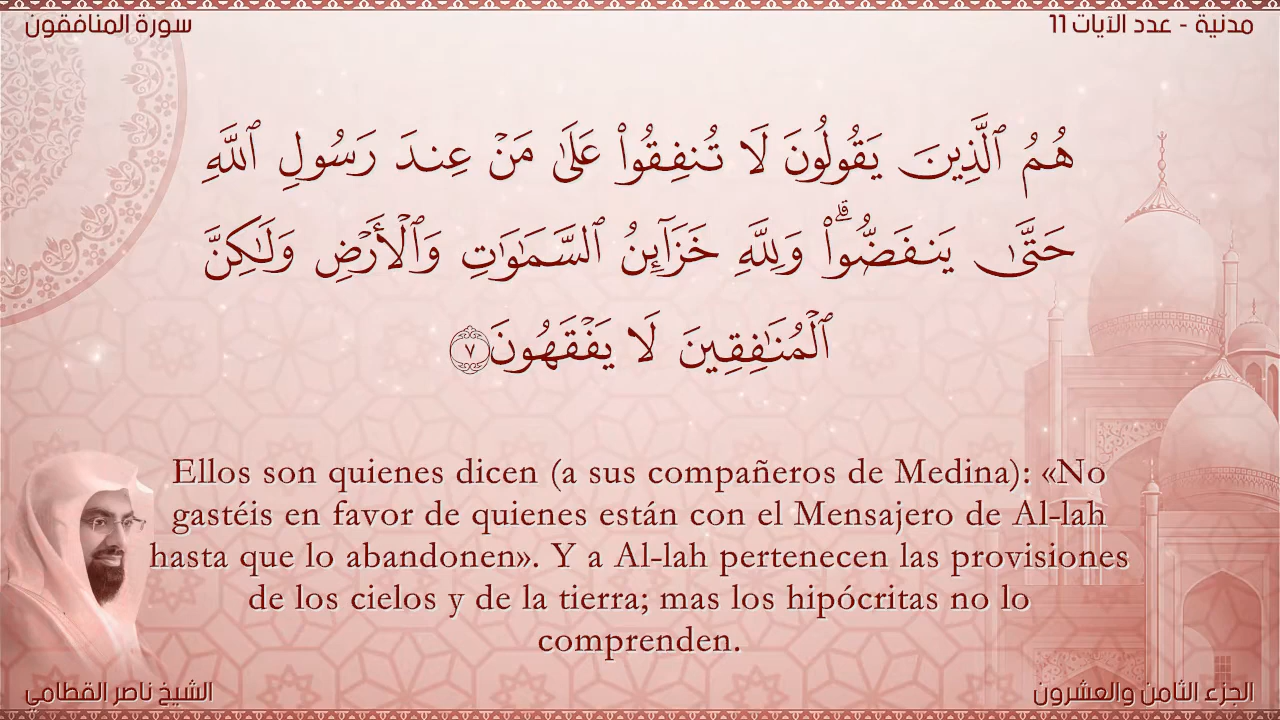 سورة المنافقون
مدنية - عدد الآيات 11
هُمُ ٱلَّذِينَ يَقُولُونَ لَا تُنفِقُوا۟ عَلَىٰ مَنْ عِندَ رَسُولِ ٱللَّهِ
حَتَّىٰ يَنفَضُّوا۟ ۗ وَلِلَّهِ خَزَآئِنُ ٱلسَّمَـٰوَٰتِ وَٱلْأَرْضِ وَلَـٰكِنَّ
ٱلْمُنَـٰفِقِينَ لَا يَفْقَهُونَ ٧
Ellos son quienes dicen (a sus compañeros de Medina): «No
gastéis en favor de quienes están con el Mensajero de Al-lah
hasta que lo abandonen». Y a Al-lah pertenecen las provisiones
de los cielos y de la tierra; mas los hipócritas no lo
comprenden.
الشيخ ناصر القطامي
الجزء الثامن والعشرون